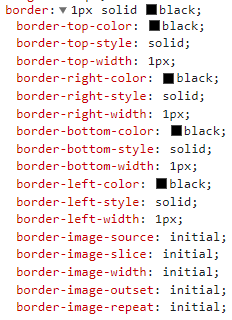 border: 1px solid black;
border-top-color: black;
border-top-style: solid;
border-top-width: 1px;
border-right-color: black;
border-right-style: solid;
border-right-width: 1px;
border-bottom-color: black;
border-bottom-style: solid;
border-bottom-width: 1px;
border-left-color: black;
border-left-style: solid;
border-left-width: 1px;
border-image-source: initial;
border-image-slice: initial;
border-image-width: initial;
border-image-outset: initial;
border-image-repeat: initial;